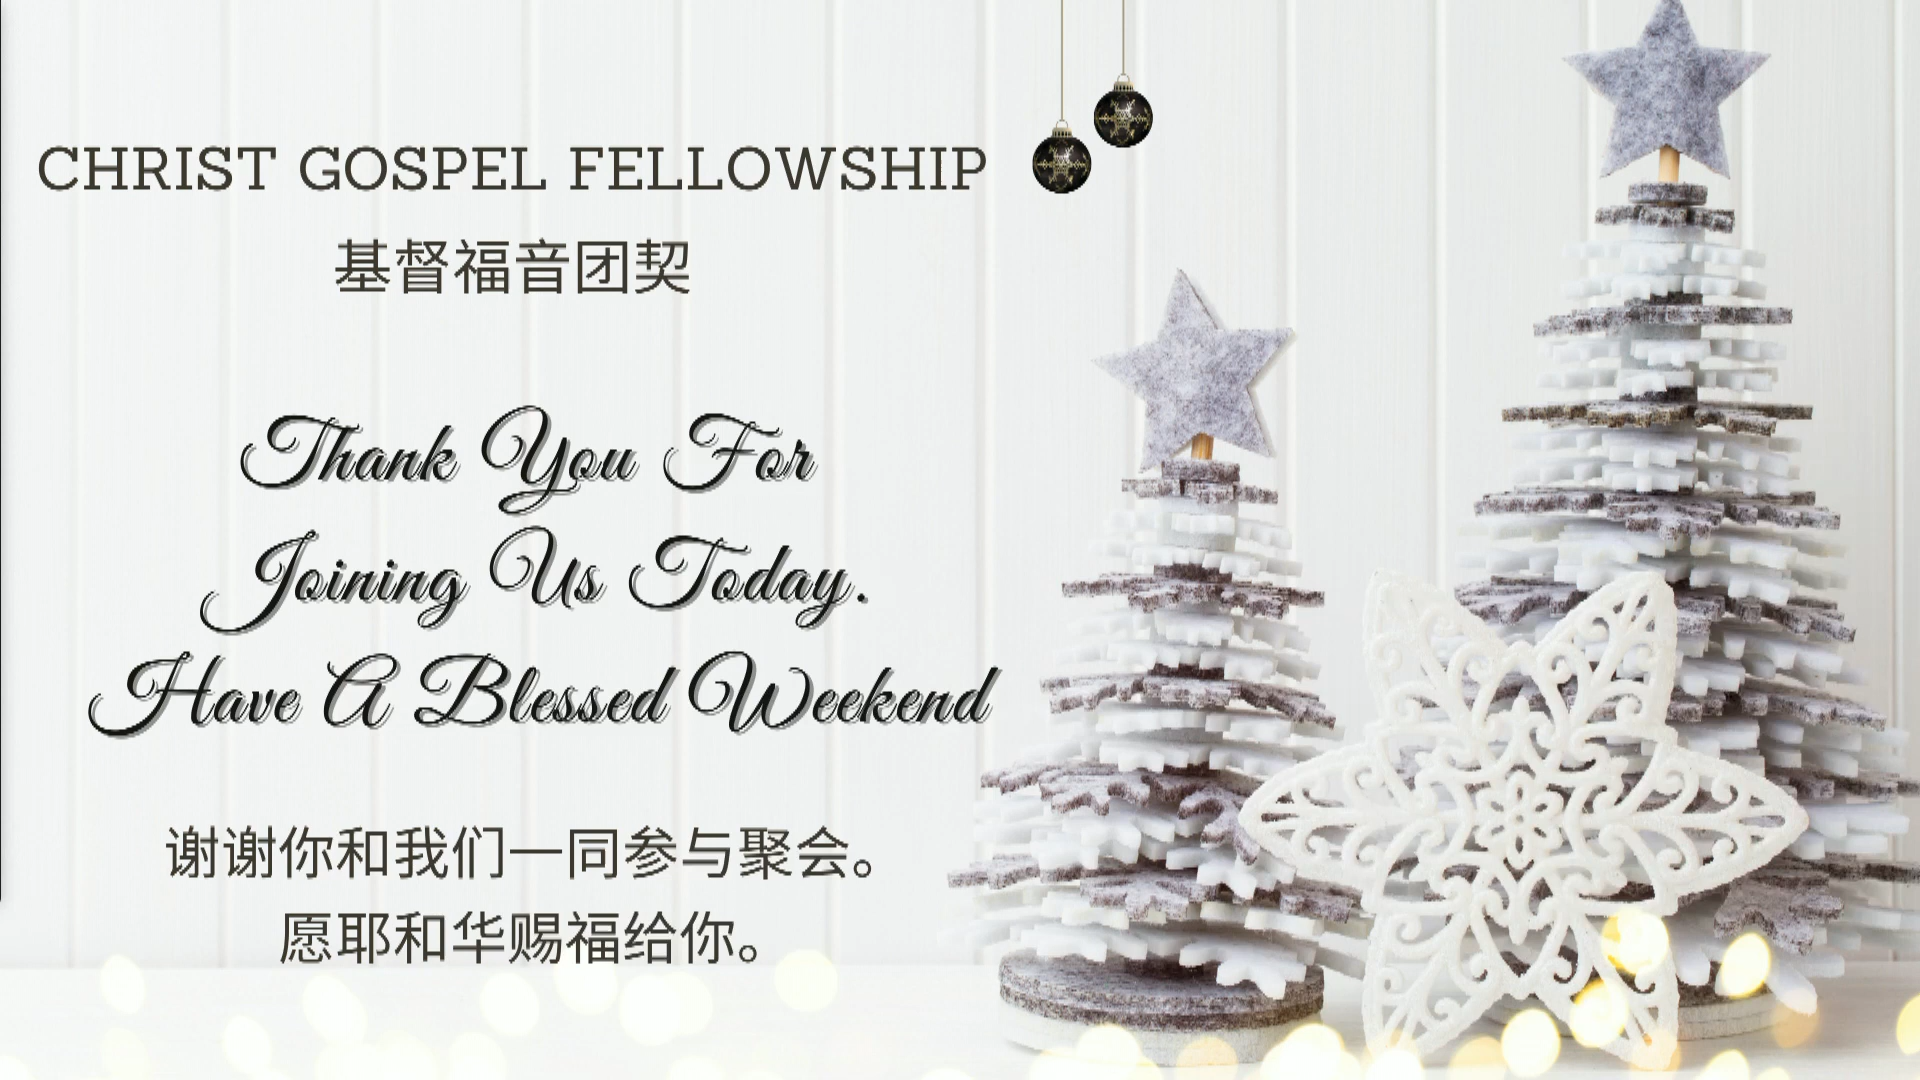 CHRIST GOSPEL FELLOWSHIP
基督福音团契
Thank You For
Joining Us Today.
Have A Blessed Weekend
谢谢你和我们一同参与聚会。
愿耶和华赐福给你。